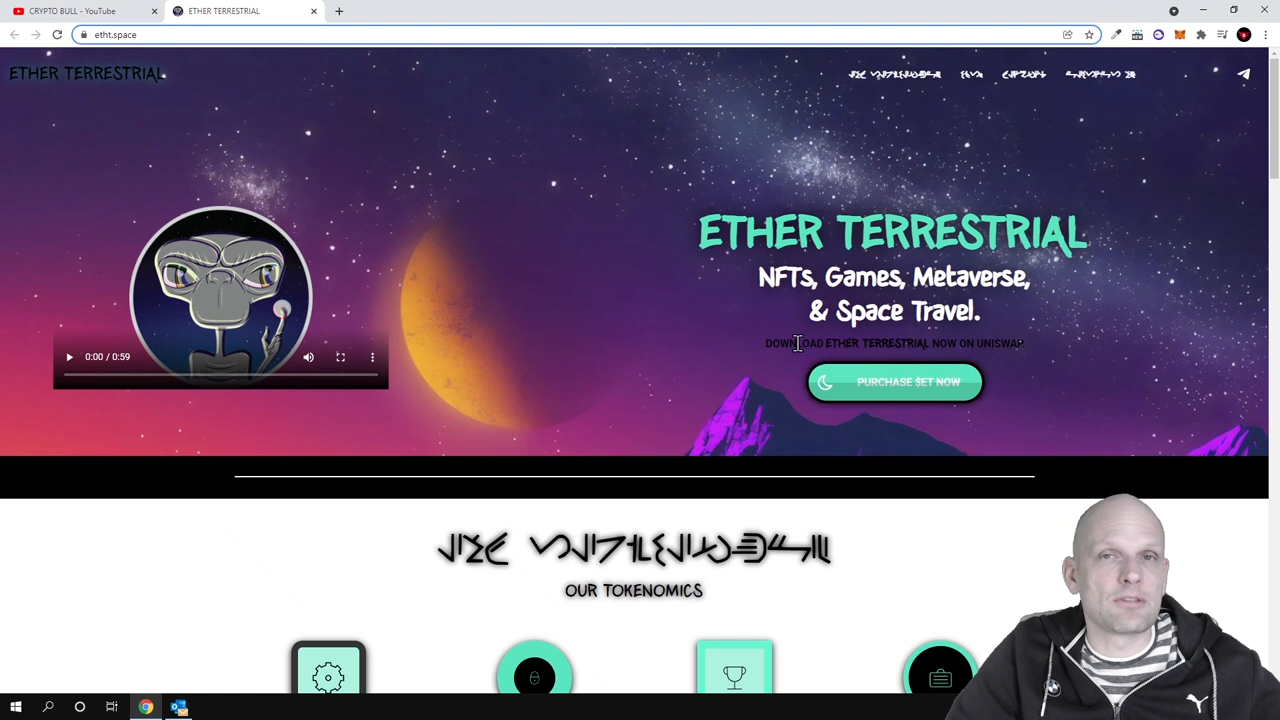 CRYPTO BULL - YouTube
ETHER TERRESTRIAL
etht.space
ETHER TERRESTRIAL
ETHER TERRESTRIAL
NFTs, Games, Metaverse,
& Space Travel.
DOWNLOAD ETHER TERRESTRIAL NOW ON UNISWAP
0:00 / 0:59
PURCHASE $ET NOW
OUR TOKENOMICS